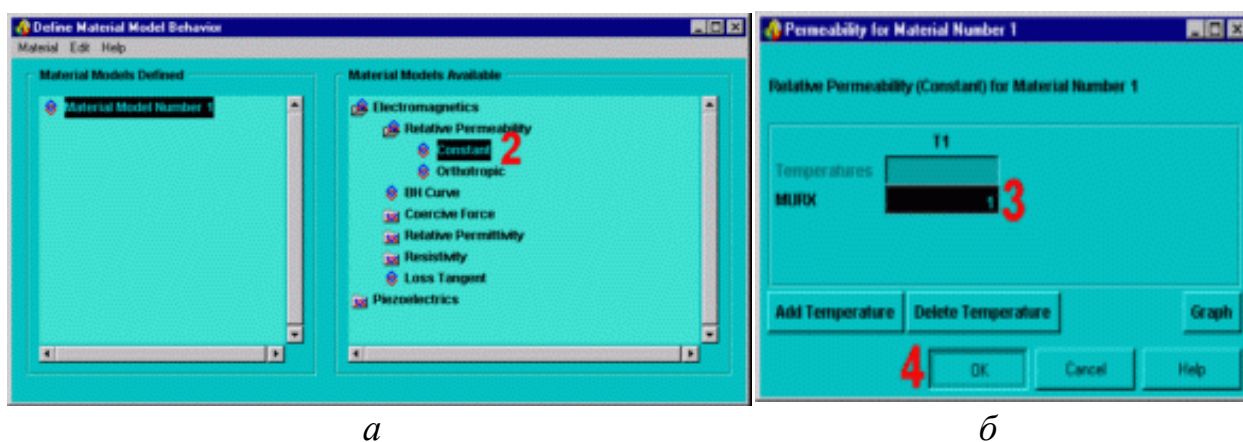 Define Material Model Behavior
Material Edit Help
Material Models Defined
Material Model Number 1
Material Models Available
Electromagnetics
Relative Permeability
Constant 2
Orthotropic
BH Curve
Coercive Force
Relative Permittivity
Resistivity
Loss Tangent
Piezoelectrics
а
Permeability for Material Number 1
Relative Permeability (Constant) for Material Number 1
T1
Temperatures
MURX 1 3
Add Temperature Delete Temperature Graph
4 OK Cancel Help
б